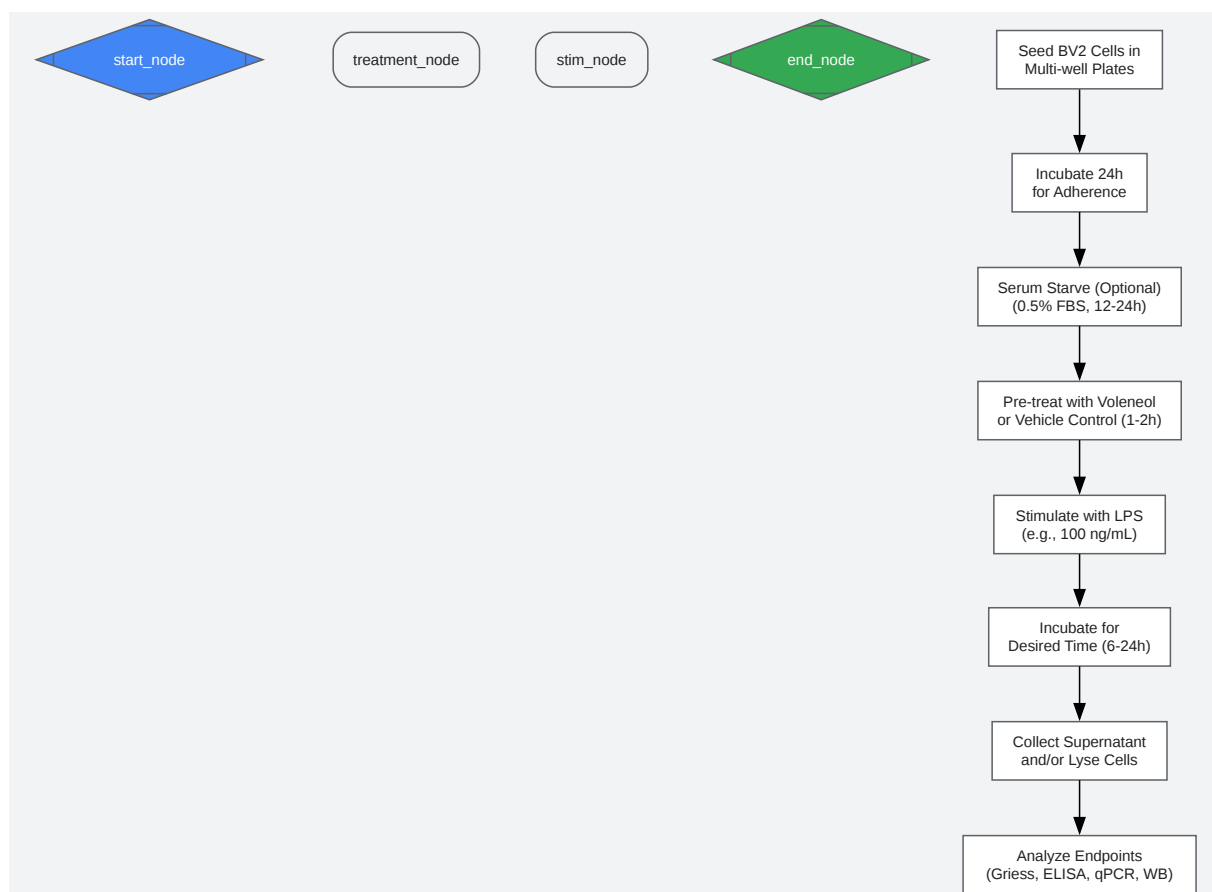 start_node
treatment_node
stim_node
end_node
Seed BV2 Cells in
Multi-well Plates
Incubate 24h
for Adherence
Serum Starve (Optional)
(0.5% FBS, 12-24h)
Pre-treat with Voleneol
or Vehicle Control (1-2h)
Stimulate with LPS
(e.g., 100 ng/mL)
Incubate for
Desired Time (6-24h)
Collect Supernatant
and/or Lyse Cells
Analyze Endpoints
(Griess, ELISA, qPCR, WB)